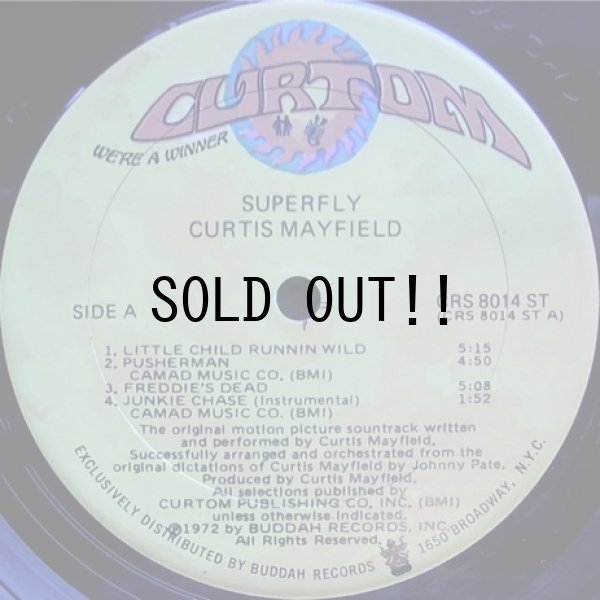 CURTOM
WE'RE A WINNER
SUPERFLY
CURTIS MAYFIELD
SOLD OUT!!
SIDE A
CRS 8014 ST
(CRS 8014 ST A)
1. LITTLE CHILD RUNNIN WILD 5:15
2. PUSHERMAN 4:50
CAMAD MUSIC CO. (BMI)
3. FREDDIE'S DEAD 5:08
4. JUNKIE CHASE (Instrumental) 1:52
CAMAD MUSIC CO. (BMI)
The original motion picture sountrack written
and performed by Curtis Mayfield.
Successfully arranged and orchestrated from the
original dictations of Curtis Mayfield by Johnny Pate.
Produced by Curtis Mayfield.
All selections published by
CURTOM PUBLISHING CO. INC. (BMI)
unless otherwise indicated.
℗1972 by BUDDAH RECORDS, INC.
All Rights Reserved.
EXCLUSIVELY DISTRIBUTED BY BUDDAH RECORDS 1650 BROADWAY, N.Y.C.